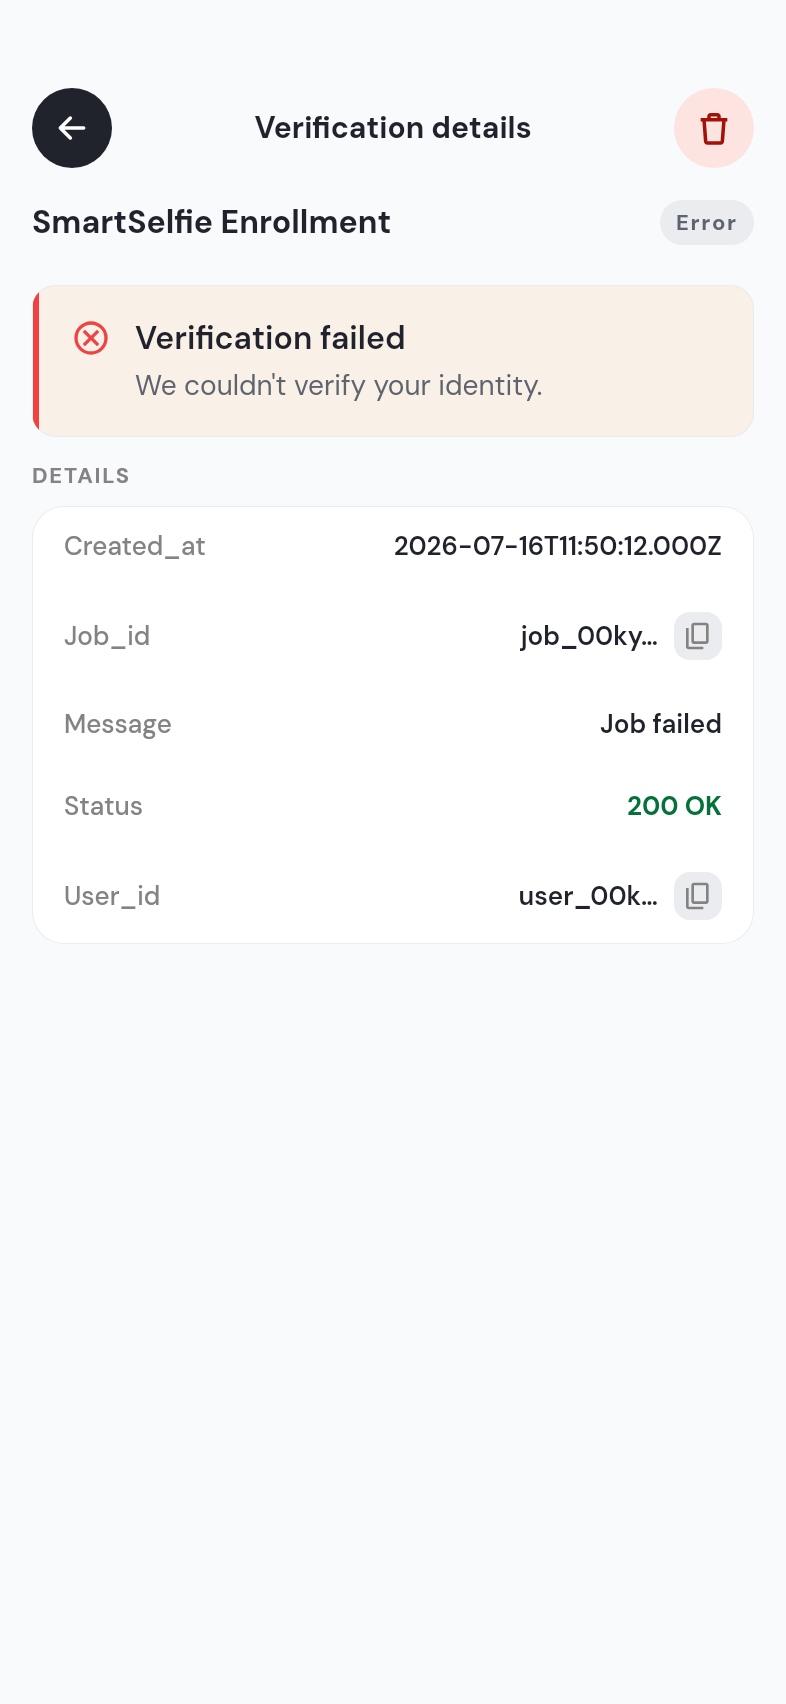 Verification details
SmartSelfie Enrollment
Error
Verification failed
We couldn't verify your identity.
DETAILS
Created_at 2026-07-16T11:50:12.000Z
Job_id job_00ky...
Message Job failed
Status 200 OK
User_id user_00k...